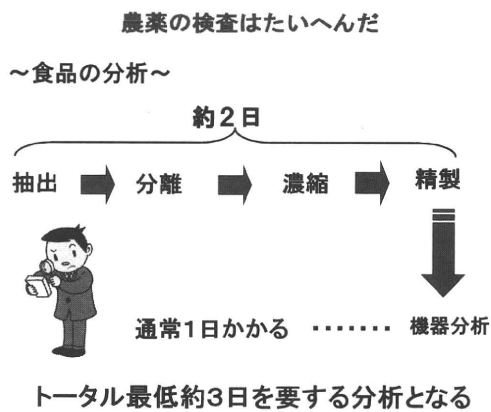 農薬の検査はたいへんだ
～食品の分析～
約2日
抽出 分離 濃縮 精製
通常1日かかる ・・・・・・・ 機器分析
トータル最低約3日を要する分析となる